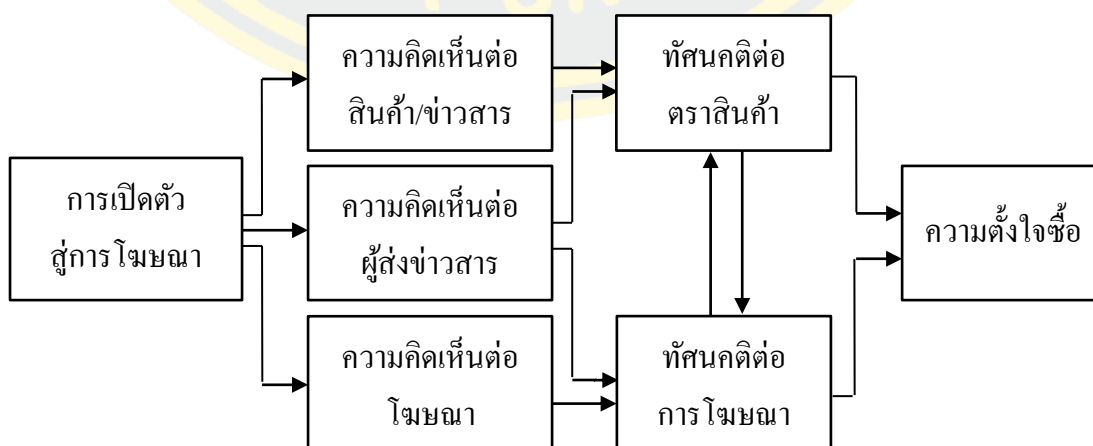 ความคิดเห็นต่อ
สินค้า/ข่าวสาร
ทัศนคติต่อ
ตราสินค้า
การเปิดตัว
สู่การโฆษณา
ความคิดเห็นต่อ
ผู้ส่งข่าวสาร
ความตั้งใจซื้อ
ความคิดเห็นต่อ
โฆษณา
ทัศนคติต่อ
การโฆษณา